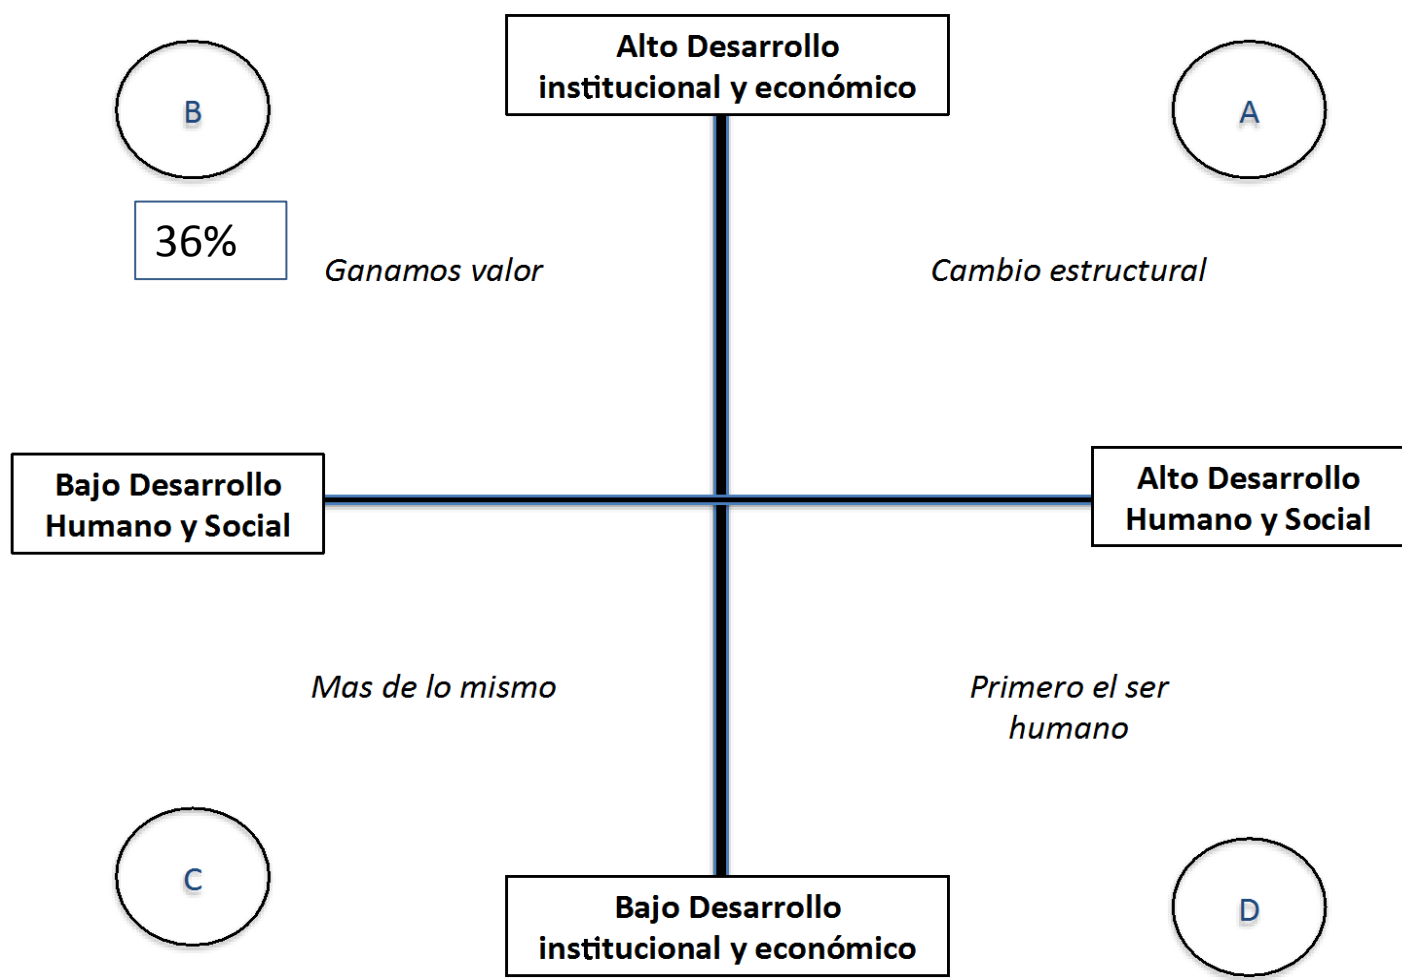 Alto Desarrollo
institucional y económico
B
A
36%
Ganamos valor
Cambio estructural
Bajo Desarrollo
Humano y Social
Alto Desarrollo
Humano y Social
Mas de lo mismo
Primero el ser
humano
C
D
Bajo Desarrollo
institucional y económico